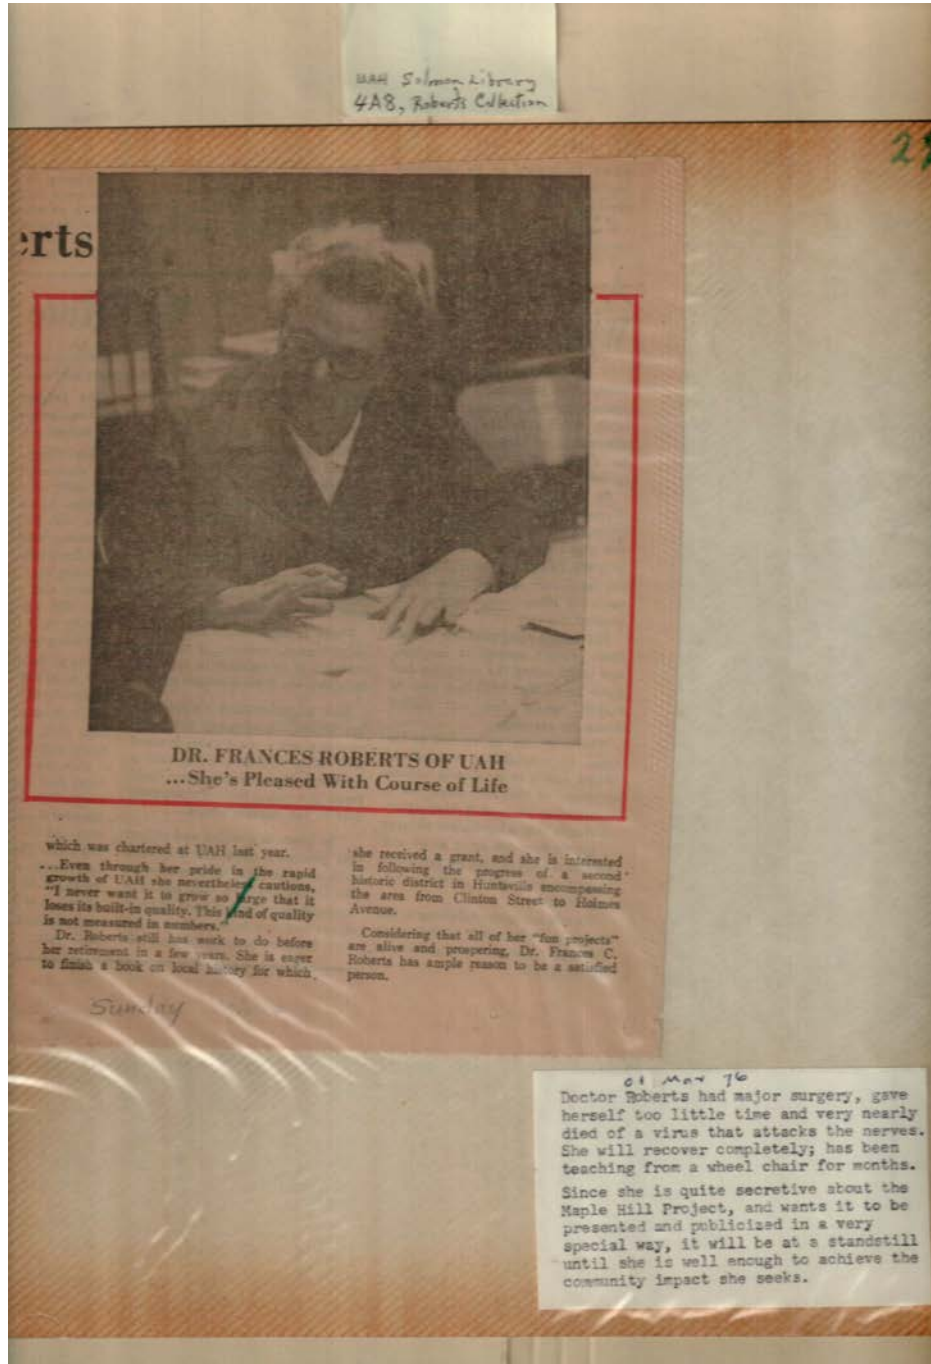 UAH Salmon Library
4A8, Roberts Collection
2
erts
DR. FRANCES ROBERTS OF UAH
...She's Pleased With Course of Life
which was chartered at UAH last year.
...Even through her pride in the rapid
growth of UAH she nevertheless cautions,
"I never want it to grow so large that it
loses its built-in quality. This kind of quality
is not measured in numbers."
Dr. Roberts still has work to do before
her retirement in a few years. She is eager
to finish a book on local history for which
she received a grant, and she is interested
in following the progress of a second
historic district in Huntsville encompassing
the area from Clinton Street to Holmes
Avenue.
Considering that all of her "fun projects"
are alive and prospering, Dr. Frances C.
Roberts has ample reason to be a satisfied
person.
Sunday
01 Mar 76
Doctor Roberts had major surgery, gave
herself too little time and very nearly
died of a virus that attacks the nerves.
She will recover completely; has been
teaching from a wheel chair for months.
Since she is quite secretive about the
Maple Hill Project, and wants it to be
presented and publicized in a very
special way, it will be at a standstill
until she is well enough to achieve the
community impact she seeks.